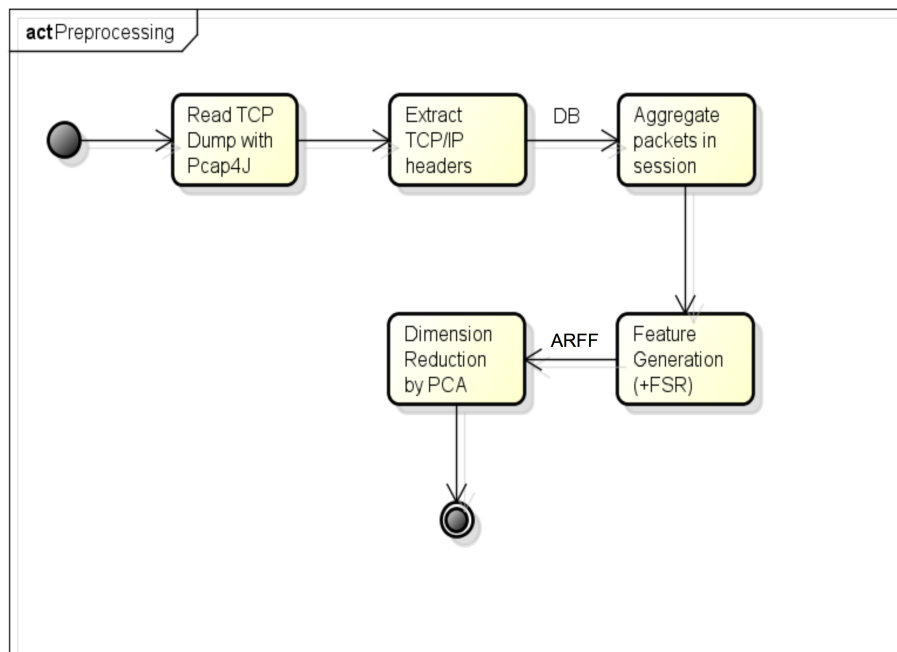 act Preprocessing
Read TCP
Dump with
Pcap4J
Extract
TCP/IP
headers
DB
Aggregate
packets in
session
Dimension
Reduction
by PCA
ARFF
Feature
Generation
(+FSR)